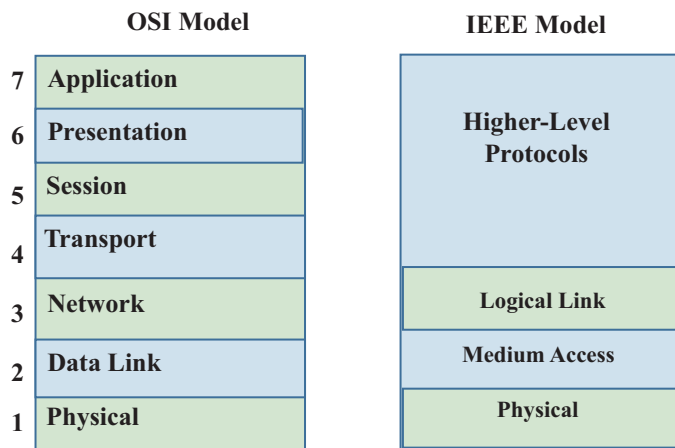 OSI Model
7 Application
6 Presentation
5 Session
4 Transport
3 Network
2 Data Link
1 Physical
IEEE Model
Higher-Level
Protocols
Logical Link
Medium Access
Physical